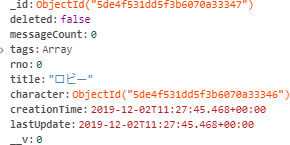 _id: ObjectId("5de4f531dd5f3b6070a33347")
deleted: false
messageCount: 0
tags: Array
rno: 0
title: "ロビー"
character: ObjectId("5de4f531dd5f3b6070a33346")
creationTime: 2019-12-02T11:27:45.468+00:00
lastUpdate: 2019-12-02T11:27:45.468+00:00
__v: 0